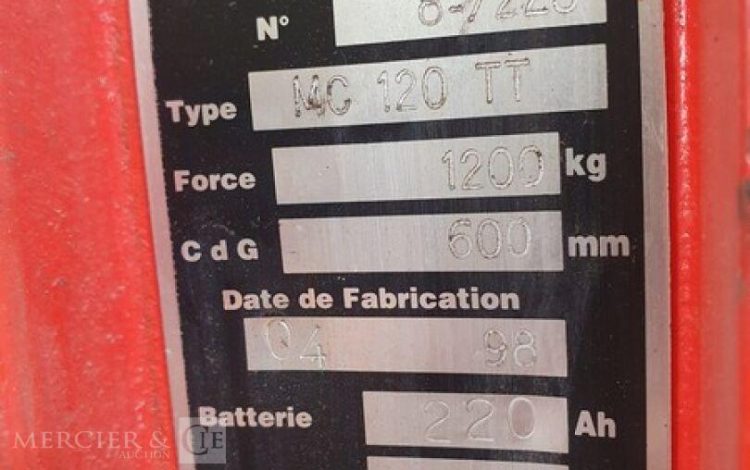 N°
Type MC 120 TT
Force 1200 kg
C d G 600 mm
Date de Fabrication
04 98
Batterie 220 Ah
MERCIER & CIE
AUCTION